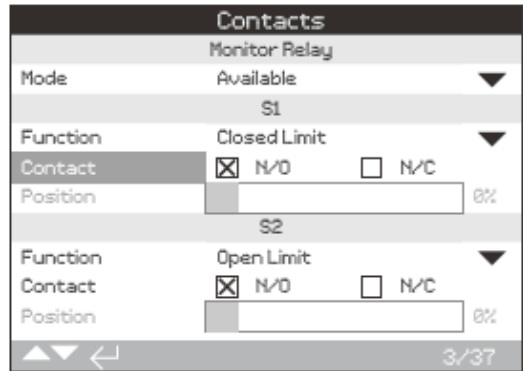 Contacts
Monitor Relay
Mode Available
S1
Function Closed Limit
Contact N/O N/C
Position 0%
S2
Function Open Limit
Contact N/O N/C
Position 0%
3/37